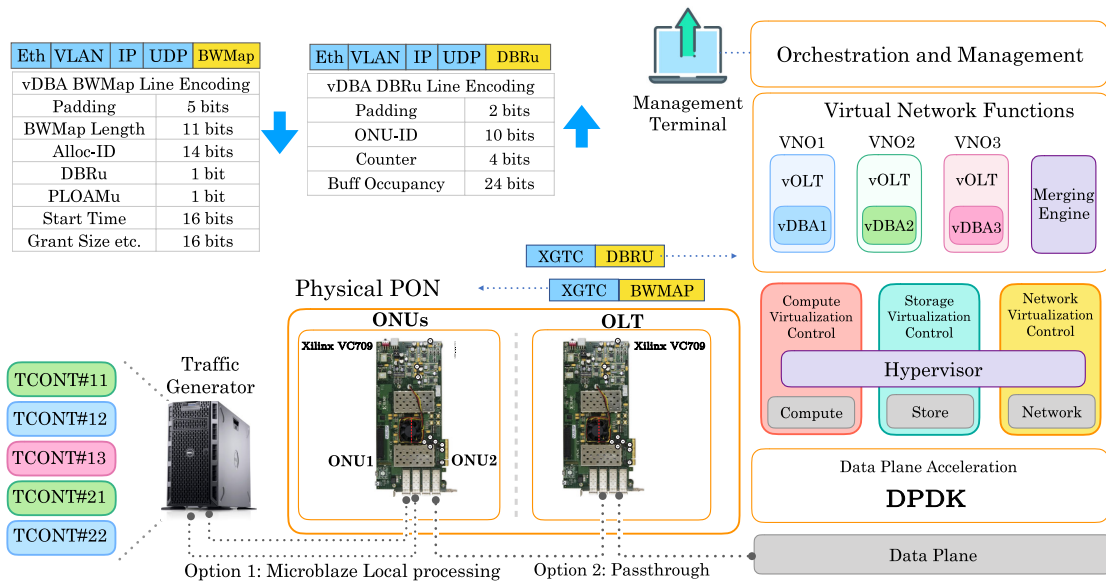 Eth VLAN IP UDP BWMap
vDBA BWMap Line Encoding
Padding 5 bits
BWMap Length 11 bits
Alloc-ID 14 bits
DBRu 1 bit
PLOAMu 1 bit
Start Time 16 bits
Grant Size etc. 16 bits
Eth VLAN IP UDP DBRu
vDBA DBRu Line Encoding
Padding 2 bits
ONU-ID 10 bits
Counter 4 bits
Buff Occupancy 24 bits
Management
Terminal
Orchestration and Management
Virtual Network Functions
VNO1 VNO2 VNO3
vOLT vOLT vOLT
vDBA1 vDBA2 vDBA3
Merging
Engine
XGTC DBRU
XGTC BWMAP
Physical PON
ONUs OLT
Xilinx VC709 Xilinx VC709
ONU1 ONU2
Compute
Virtualization
Control
Storage
Virtualization
Control
Network
Virtualization
Control
Hypervisor
Compute Store Network
Traffic
Generator
TCONT#11
TCONT#12
TCONT#13
TCONT#21
TCONT#22
Data Plane Acceleration
DPDK
Data Plane
Option 1: Microblaze Local processing
Option 2: Passthrough